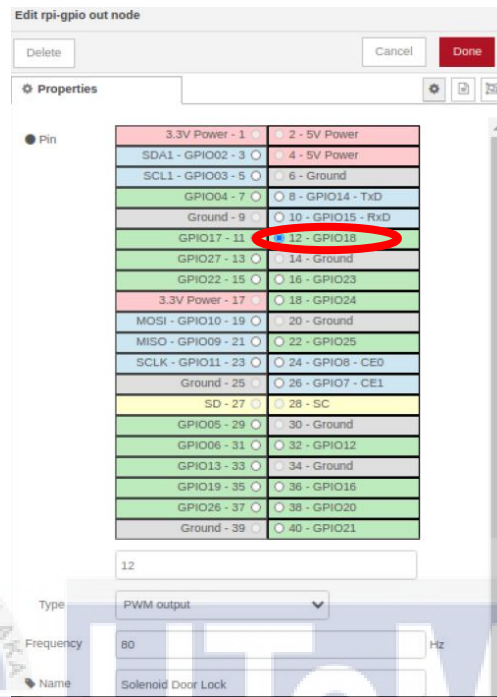 Edit rpi-gpio out node
Delete Cancel Done
Properties
Pin
3.3V Power - 1 2 - 5V Power
SDA1 - GPIO02 - 3 4 - 5V Power
SCL1 - GPIO03 - 5 6 - Ground
GPIO04 - 7 8 - GPIO14 - TxD
Ground - 9 10 - GPIO15 - RxD
GPIO17 - 11 12 - GPIO18
GPIO27 - 13 14 - Ground
GPIO22 - 15 16 - GPIO23
3.3V Power - 17 18 - GPIO24
MOSI - GPIO10 - 19 20 - Ground
MISO - GPIO09 - 21 22 - GPIO25
SCLK - GPIO11 - 23 24 - GPIO8 - CE0
Ground - 25 26 - GPIO7 - CE1
SD - 27 28 - SC
GPIO05 - 29 30 - Ground
GPIO06 - 31 32 - GPIO12
GPIO13 - 33 34 - Ground
GPIO19 - 35 36 - GPIO16
GPIO26 - 37 38 - GPIO20
Ground - 39 40 - GPIO21
12
Type PWM output
Frequency 80 Hz
Name Solenoid Door Lock